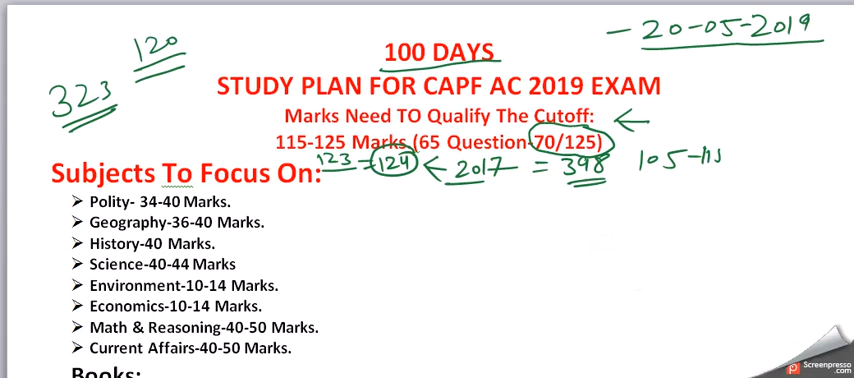 - 20-05-2019
120
323
100 DAYS
STUDY PLAN FOR CAPF AC 2019 EXAM
Marks Need TO Qualify The Cutoff: ←
115-125 Marks (65 Question-70/125)
123 - 124 ← 2017 = 398 105-
Subjects To Focus On:
➤ Polity- 34-40 Marks.
➤ Geography-36-40 Marks.
➤ History-40 Marks.
➤ Science-40-44 Marks
➤ Environment-10-14 Marks.
➤ Economics-10-14 Marks.
➤ Math & Reasoning-40-50 Marks.
➤ Current Affairs-40-50 Marks.
Books:
Screenpresso
.com